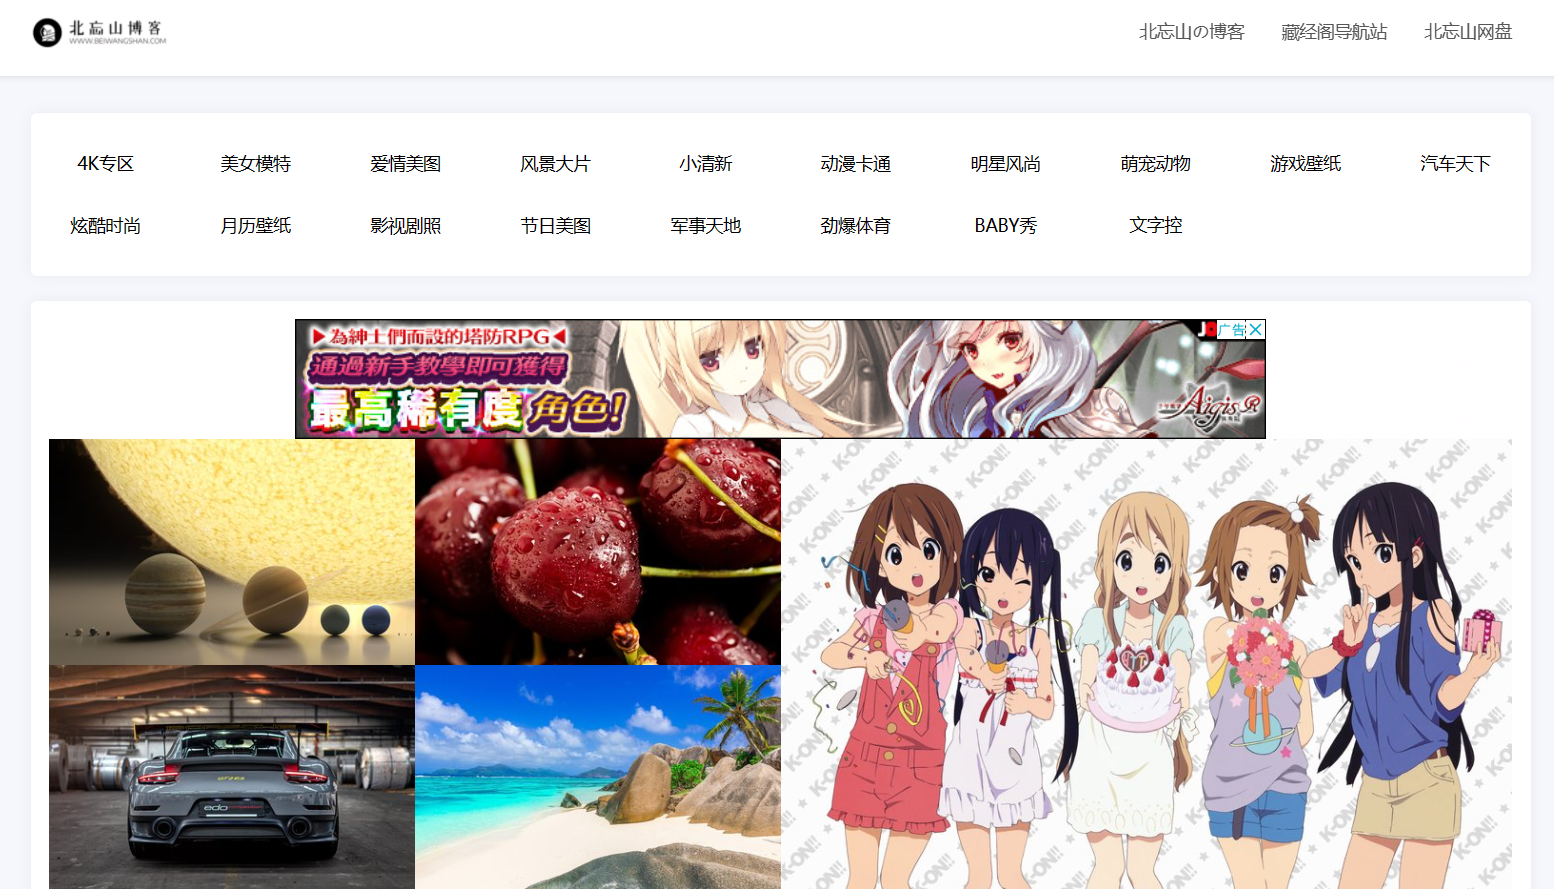 北忘山博客
WWW.BEIWANGSHAN.COM
北忘山の博客 藏经阁导航站 北忘山网盘
4K专区 美女模特 爱情美图 风景大片 小清新 动漫卡通 明星风尚 萌宠动物 游戏壁纸 汽车天下
炫酷时尚 月历壁纸 影视剧照 节日美图 军事天地 劲爆体育 BABY秀 文字控
▶為紳士們而設的塔防RPG◀
通過新手教學即可獲得
最高稀有度角色!
广告
Aigis R
K-ON!!
GT2RS
edo